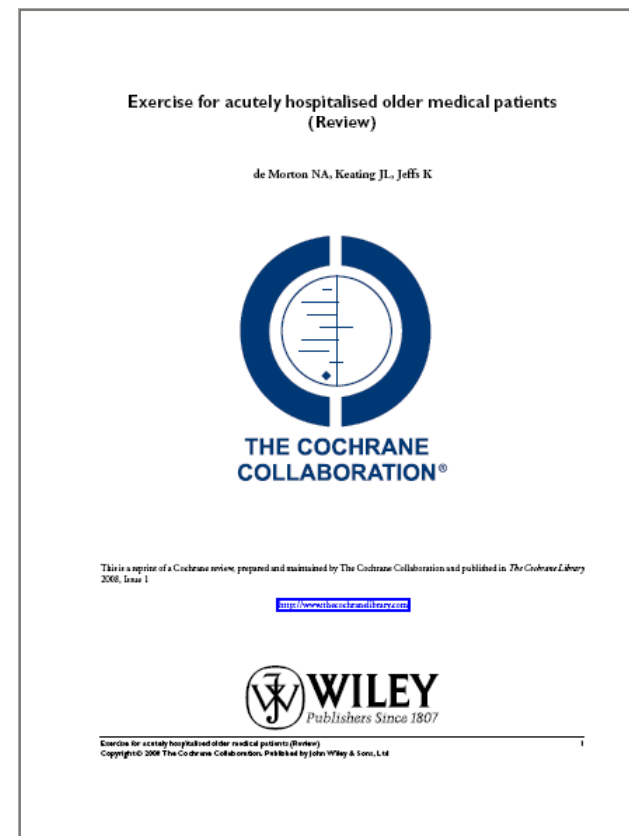 Exercise for acutely hospitalised older medical patients
(Review)
de Morton NA, Keating JL, Jeffs K
THE COCHRANE
COLLABORATION®
This is a reprint of a Cochrane review, prepared and maintained by The Cochrane Collaboration and published in The Cochrane Library
2008, Issue 1
http://www.thecochranelibrary.com
WILEY
Publishers Since 1807
Exercise for acutely hospitalised older medical patients (Review) 1
Copyright © 2008 The Cochrane Collaboration. Published by John Wiley & Sons, Ltd